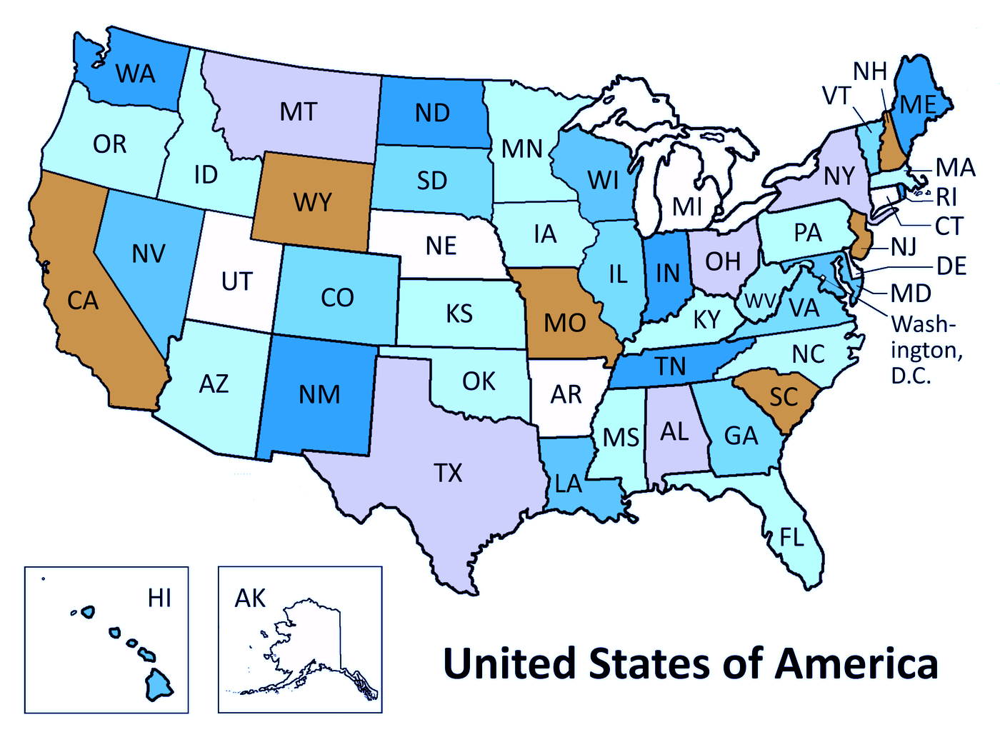 WA
OR
CA
NV
ID
MT
WY
UT
AZ
CO
NM
ND
SD
NE
KS
OK
TX
MN
IA
MO
AR
LA
WI
IL
MI
IN
OH
KY
TN
MS
AL
GA
FL
SC
NC
VA
WV
PA
NY
VT
NH
ME
MA
RI
CT
NJ
DE
MD
Wash-
ington,
D.C.
HI
AK
United States of America